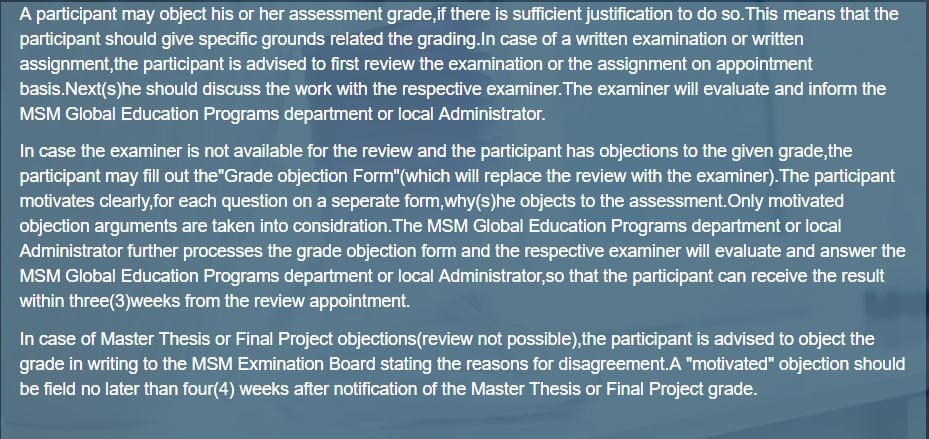 A participant may object his or her assessment grade,if there is sufficient justification to do so.This means that the
participant should give specific grounds related the grading.In case of a written examination or written
assignment,the participant is advised to first review the examination or the assignment on appointment
basis.Next(s)he should discuss the work with the respective examiner.The examiner will evaluate and inform the
MSM Global Education Programs department or local Administrator.
In case the examiner is not available for the review and the participant has objections to the given grade,the
participant may fill out the"Grade objection Form"(which will replace the review with the examiner).The participant
motivates clearly,for each question on a seperate form,why(s)he objects to the assessment.Only motivated
objection arguments are taken into considration.The MSM Global Education Programs department or local
Administrator further processes the grade objection form and the respective examiner will evaluate and answer the
MSM Global Education Programs department or local Administrator,so that the participant can receive the result
within three(3)weeks from the review appointment.
In case of Master Thesis or Final Project objections(review not possible),the participant is advised to object the
grade in writing to the MSM Exmination Board stating the reasons for disagreement.A "motivated" objection should
be field no later than four(4) weeks after notification of the Master Thesis or Final Project grade.